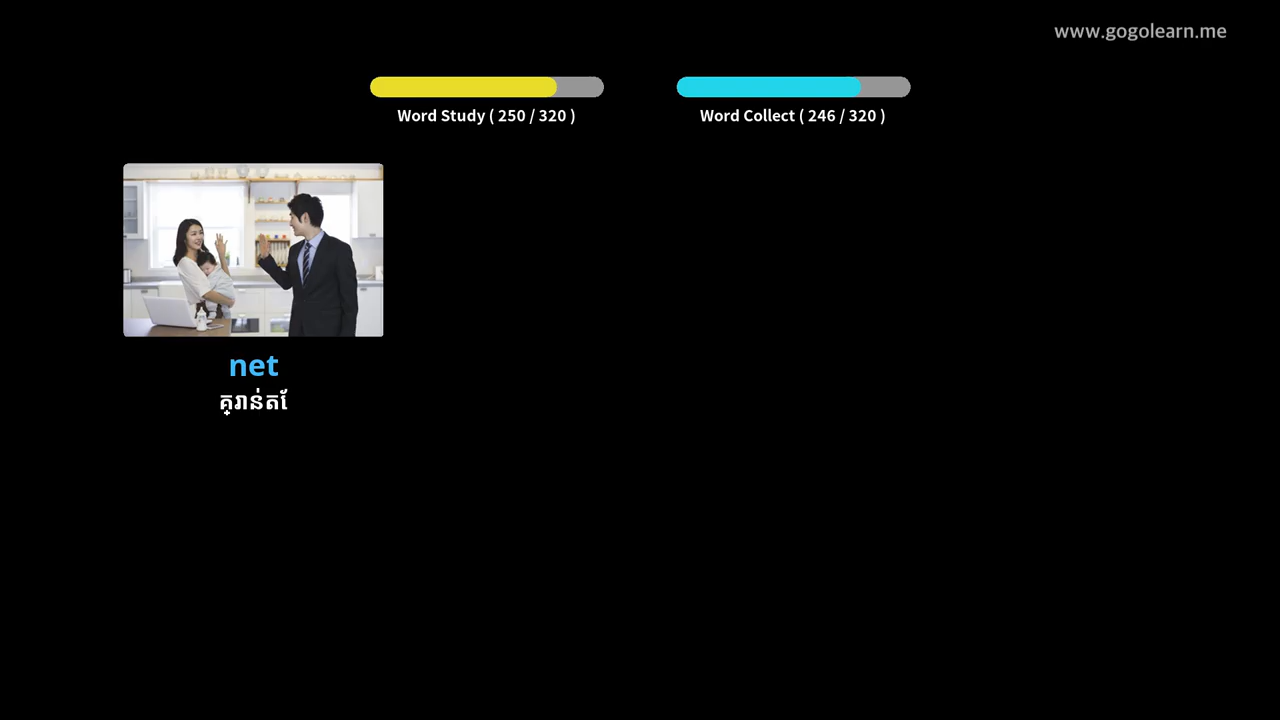 www.gogolearn.me
Word Study ( 250 / 320 )
Word Collect ( 246 / 320 )
net
គ្រាន់តែ